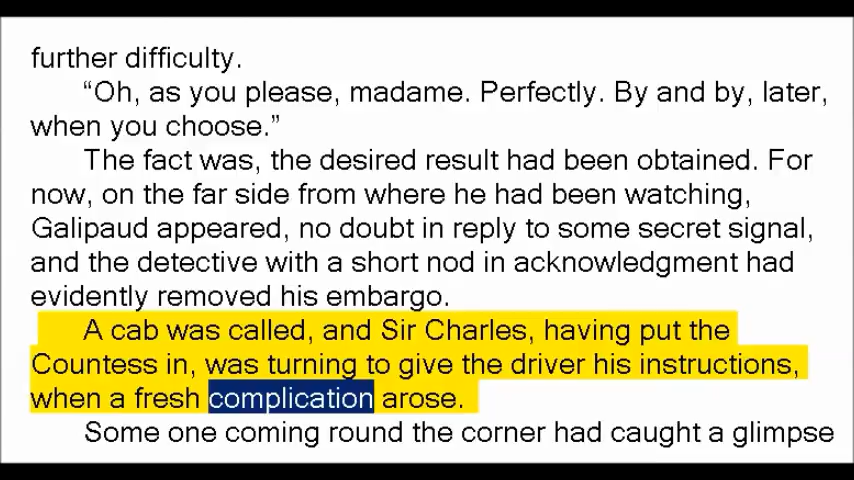 further difficulty.
“Oh, as you please, madame. Perfectly. By and by, later,
when you choose.”
The fact was, the desired result had been obtained. For
now, on the far side from where he had been watching,
Galipaud appeared, no doubt in reply to some secret signal,
and the detective with a short nod in acknowledgment had
evidently removed his embargo.
A cab was called, and Sir Charles, having put the
Countess in, was turning to give the driver his instructions,
when a fresh complication arose.
Some one coming round the corner had caught a glimpse